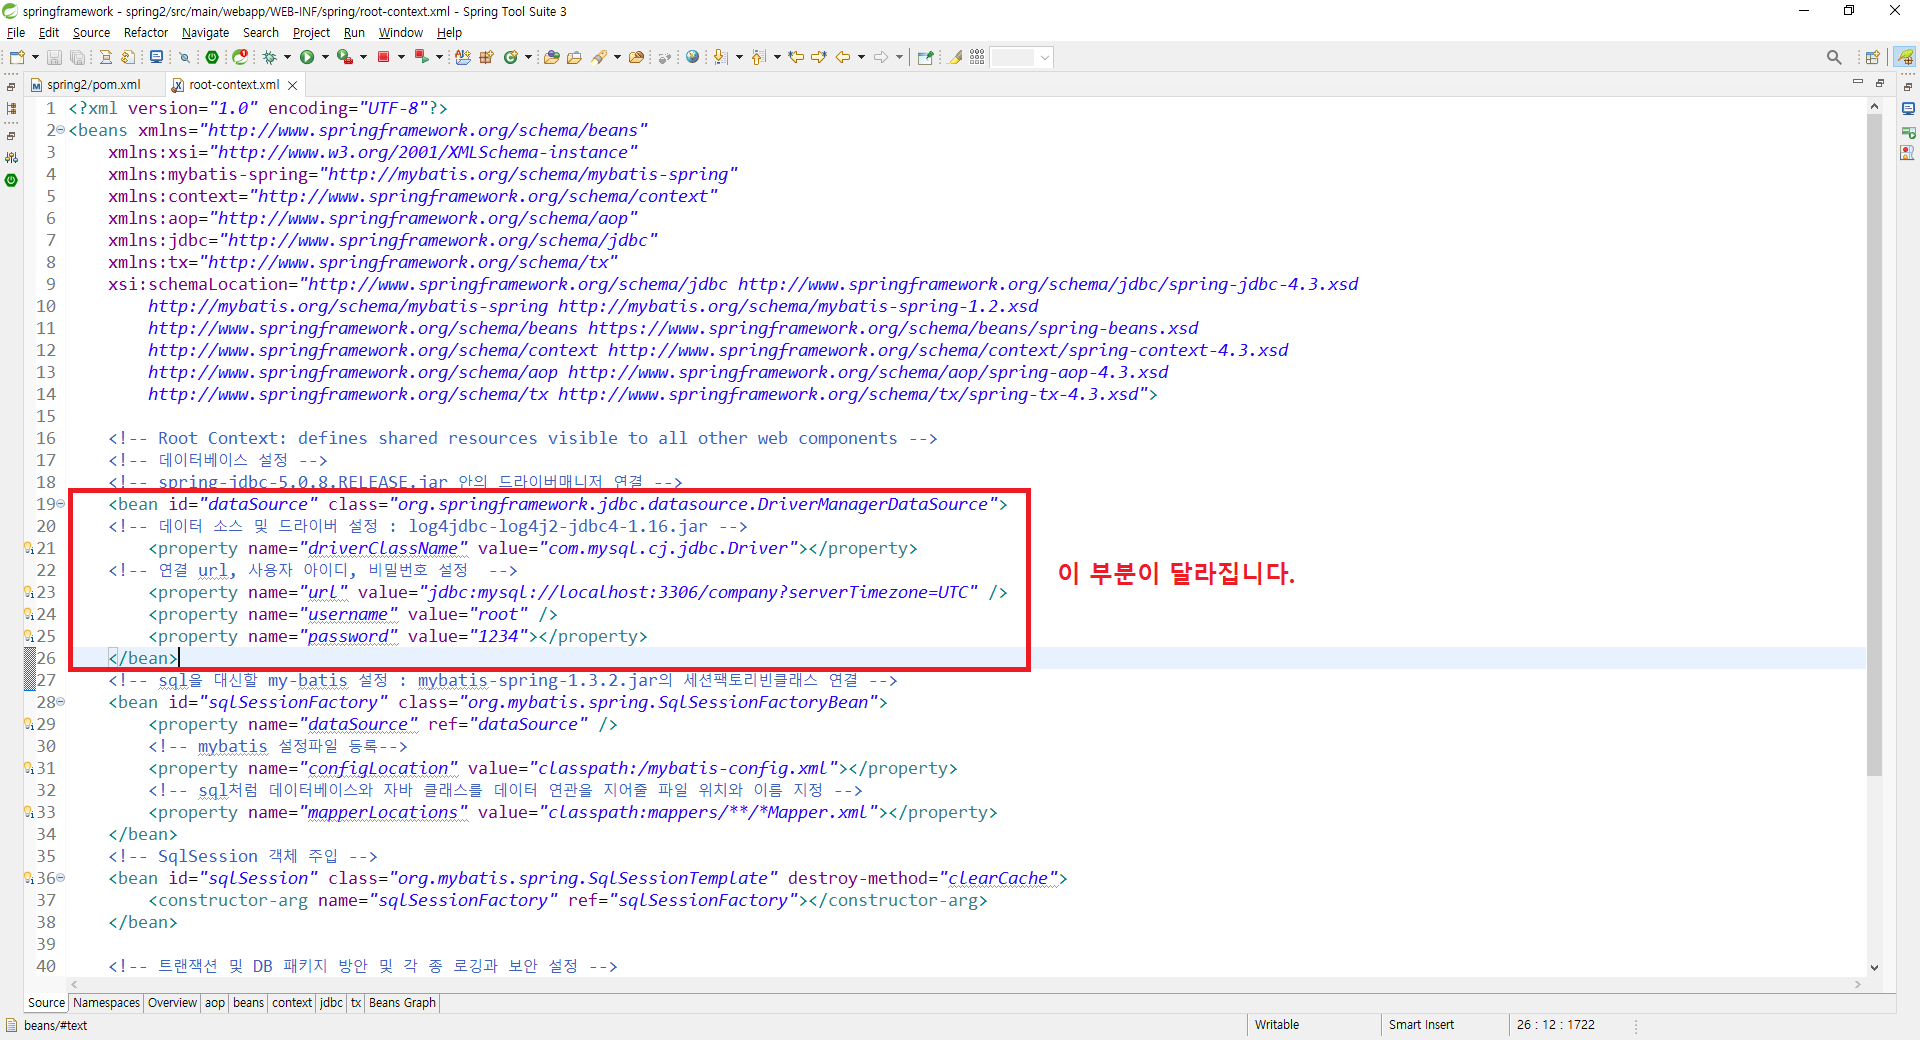 springframework - spring2/src/main/webapp/WEB-INF/spring/root-context.xml - Spring Tool Suite 3
File Edit Source Refactor Navigate Search Project Run Window Help
spring2/pom.xml root-context.xml
1 <?xml version="1.0" encoding="UTF-8"?>
2 <beans xmlns="http://www.springframework.org/schema/beans"
3 xmlns:xsi="http://www.w3.org/2001/XMLSchema-instance"
4 xmlns:mybatis-spring="http://mybatis.org/schema/mybatis-spring"
5 xmlns:context="http://www.springframework.org/schema/context"
6 xmlns:aop="http://www.springframework.org/schema/aop"
7 xmlns:jdbc="http://www.springframework.org/schema/jdbc"
8 xmlns:tx="http://www.springframework.org/schema/tx"
9 xsi:schemaLocation="http://www.springframework.org/schema/jdbc http://www.springframework.org/schema/jdbc/spring-jdbc-4.3.xsd
10 http://mybatis.org/schema/mybatis-spring http://mybatis.org/schema/mybatis-spring-1.2.xsd
11 http://www.springframework.org/schema/beans https://www.springframework.org/schema/beans/spring-beans.xsd
12 http://www.springframework.org/schema/context http://www.springframework.org/schema/context/spring-context-4.3.xsd
13 http://www.springframework.org/schema/aop http://www.springframework.org/schema/aop/spring-aop-4.3.xsd
14 http://www.springframework.org/schema/tx http://www.springframework.org/schema/tx/spring-tx-4.3.xsd">
15
16 <!-- Root Context: defines shared resources visible to all other web components -->
17 <!-- 데이터베이스 설정 -->
18 <!-- spring-jdbc-5.0.8.RELEASE.jar 안의 드라이버매니저 연결 -->
19 <bean id="dataSource" class="org.springframework.jdbc.datasource.DriverManagerDataSource">
20 <!-- 데이터 소스 및 드라이버 설정 : log4jdbc-log4j2-jdbc4-1.16.jar -->
21 <property name="driverClassName" value="com.mysql.cj.jdbc.Driver"></property>
22 <!-- 연결 url, 사용자 아이디, 비밀번호 설정 -->
이 부분이 달라집니다.
23 <property name="url" value="jdbc:mysql://localhost:3306/company?serverTimezone=UTC" />
24 <property name="username" value="root" />
25 <property name="password" value="1234"></property>
26 </bean>
27 <!-- sql을 대신할 my-batis 설정 : mybatis-spring-1.3.2.jar의 세션팩토리빈클래스 연결 -->
28 <bean id="sqlSessionFactory" class="org.mybatis.spring.SqlSessionFactoryBean">
29 <property name="dataSource" ref="dataSource" />
30 <!-- mybatis 설정파일 등록-->
31 <property name="configLocation" value="classpath:/mybatis-config.xml"></property>
32 <!-- sql처럼 데이터베이스와 자바 클래스를 데이터 연관을 지어줄 파일 위치와 이름 지정 -->
33 <property name="mapperLocations" value="classpath:mappers/**/*Mapper.xml"></property>
34 </bean>
35 <!-- SqlSession 객체 주입 -->
36 <bean id="sqlSession" class="org.mybatis.spring.SqlSessionTemplate" destroy-method="clearCache">
37 <constructor-arg name="sqlSessionFactory" ref="sqlSessionFactory"></constructor-arg>
38 </bean>
39
40 <!-- 트랜잭션 및 DB 패키지 방안 및 각 종 로깅과 보안 설정 -->
Source Namespaces Overview aop beans context jdbc tx Beans Graph
beans/#text Writable Smart Insert 26 : 12 : 1722